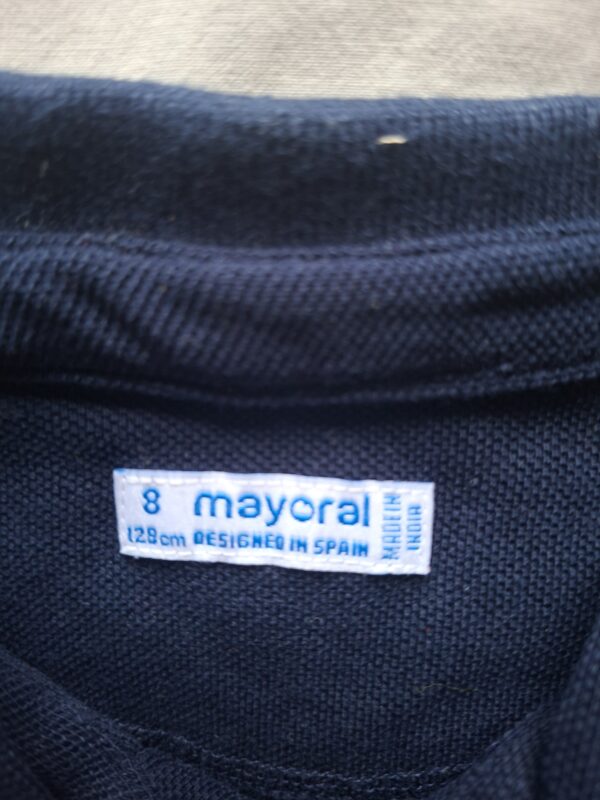 8 mayoral
128cm DESIGNED IN SPAIN
MADE IN
INDIA